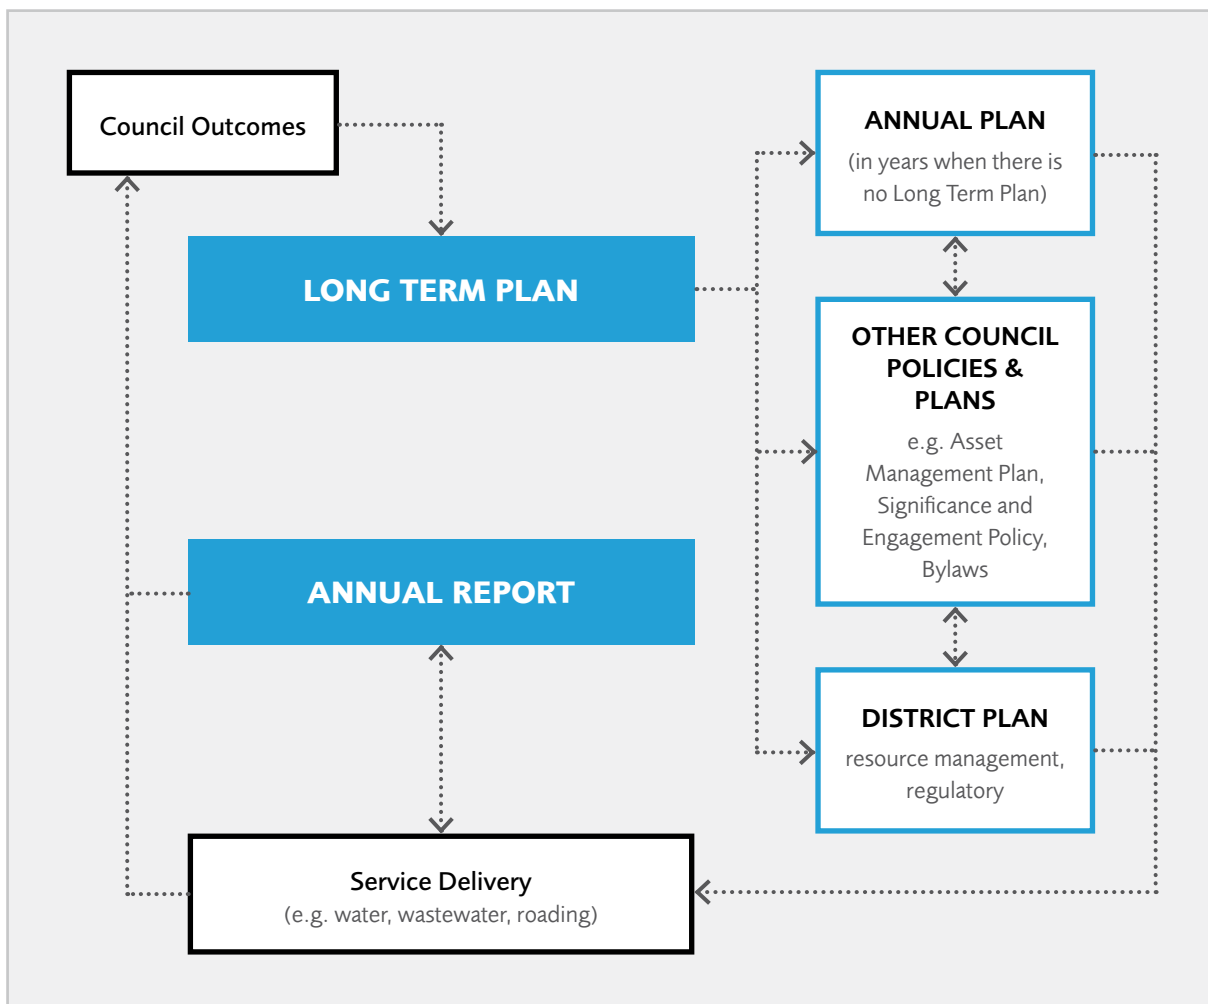 Council Outcomes
LONG TERM PLAN
ANNUAL REPORT
Service Delivery
(e.g. water, wastewater, roading)
ANNUAL PLAN
(in years when there is
no Long Term Plan)
OTHER COUNCIL
POLICIES &
PLANS
e.g. Asset
Management Plan,
Significance and
Engagement Policy,
Bylaws
DISTRICT PLAN
resource management,
regulatory